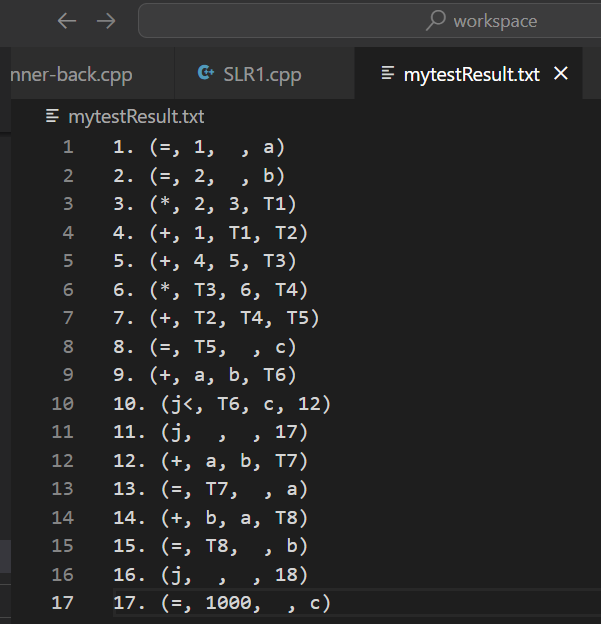 workspace
nner-back.cpp SLR1.cpp mytestResult.txt
mytestResult.txt
1 1. (=, 1,  , a)
2 2. (=, 2,  , b)
3 3. (*, 2, 3, T1)
4 4. (+, 1, T1, T2)
5 5. (+, 4, 5, T3)
6 6. (*, T3, 6, T4)
7 7. (+, T2, T4, T5)
8 8. (=, T5,  , c)
9 9. (+, a, b, T6)
10 10. (j<, T6, c, 12)
11 11. (j,  ,  , 17)
12 12. (+, a, b, T7)
13 13. (=, T7,  , a)
14 14. (+, b, a, T8)
15 15. (=, T8,  , b)
16 16. (j,  ,  , 18)
17 17. (=, 1000,  , c)